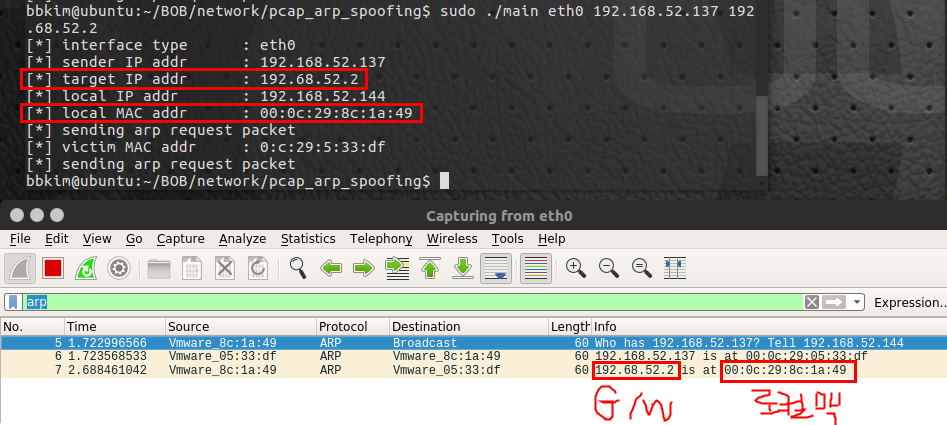 bbkim@ubuntu:~/BOB/network/pcap_arp_spoofing$ sudo ./main eth0 192.168.52.137 192
.68.52.2
[*] interface type      : eth0
[*] sender IP addr      : 192.168.52.137
[*] target IP addr      : 192.68.52.2
[*] local IP addr       : 192.168.52.144
[*] local MAC addr      : 00:0c:29:8c:1a:49
[*] sending arp request packet
[*] victim MAC addr     : 0:c:29:5:33:df
[*] sending arp request packet
bbkim@ubuntu:~/BOB/network/pcap_arp_spoofing$
Capturing from eth0
File Edit View Go Capture Analyze Statistics Telephony Wireless Tools Help
arp Expression..
No. Time Source Protocol Destination Length Info
5 1.722996566 Vmware_8c:1a:49 ARP Broadcast 60 Who has 192.168.52.137? Tell 192.168.52.144
6 1.723568533 Vmware_05:33:df ARP Vmware_8c:1a:49 60 192.168.52.137 is at 00:0c:29:05:33:df
7 2.688461042 Vmware_8c:1a:49 ARP Vmware_05:33:df 60 192.68.52.2 is at 00:0c:29:8c:1a:49
G/W 로컬맥